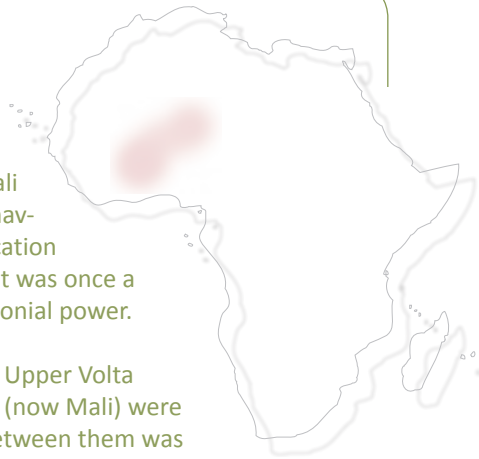 ali
nav-
cation
t was once a
onial power.
Upper Volta
(now Mali) were
etween them was